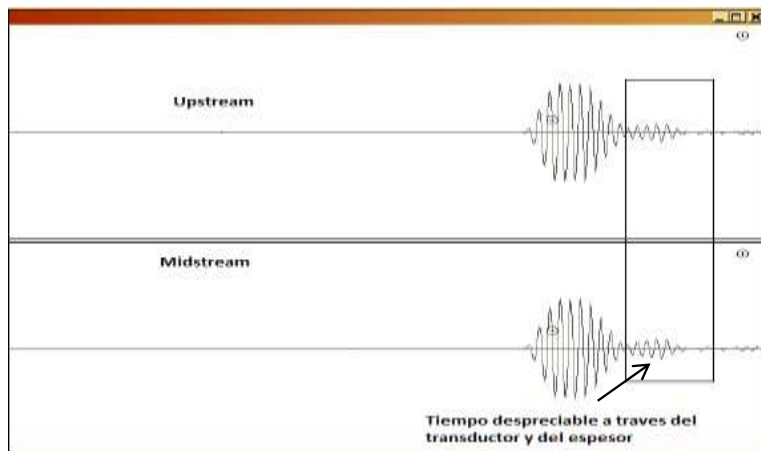 Upstream
Midstream
Tiempo despreciable a traves del
transductor y del espesor